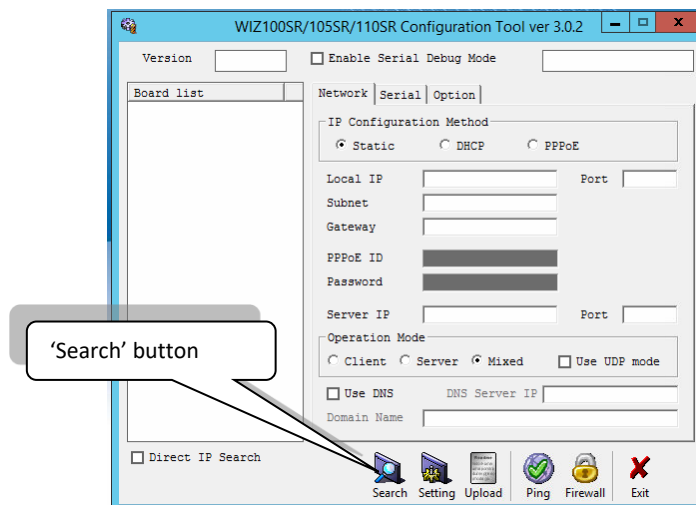 WIZ100SR/105SR/110SR Configuration Tool ver 3.0.2
Version
Enable Serial Debug Mode
Board list
Network Serial Option
IP Configuration Method
Static DHCP PPPoE
Local IP Port
Subnet
Gateway
PPPoE ID
Password
Server IP Port
‘Search’ button
Operation Mode
Client Server Mixed Use UDP mode
Use DNS DNS Server IP
Domain Name
Direct IP Search
Search Setting Upload Ping Firewall Exit